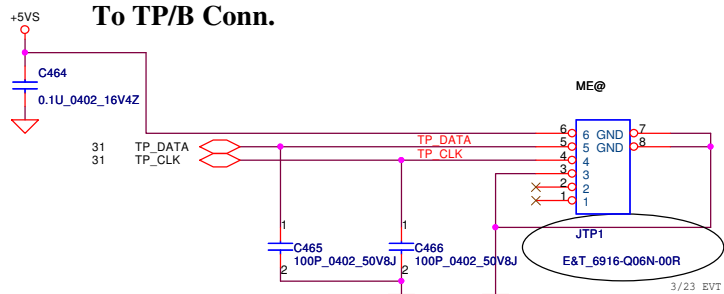 To TP/B Conn.
+5VS
C464
0.1U_0402_16V4Z
ME@
31 TP_DATA
31 TP_CLK
TP_DATA
TP_CLK
6 6 GND 7
5 5 GND 8
4 4
3 3
2 2
1 1
JTP1
E&T_6916-Q06N-00R
1
C465
100P_0402_50V8J
2
1
C466
100P_0402_50V8J
2
3/23 EVT